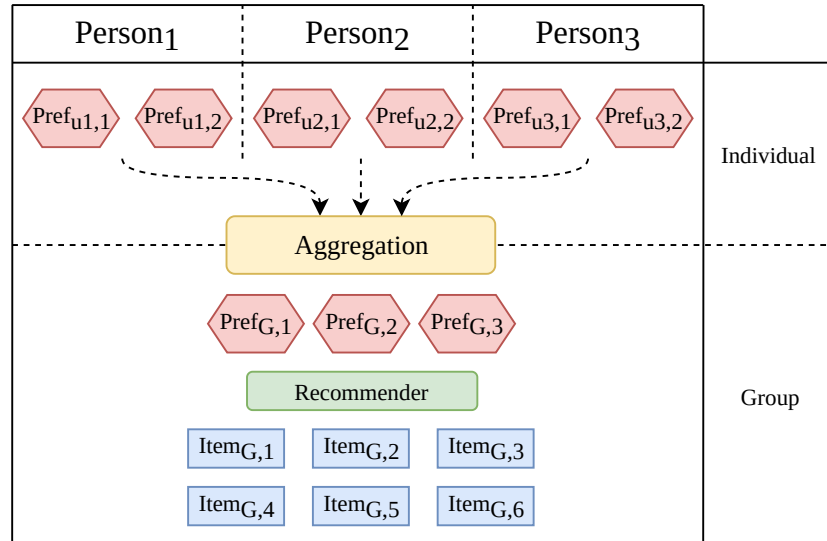 Person1 Person2 Person3
Prefu1,1 Prefu1,2 Prefu2,1 Prefu2,2 Prefu3,1 Prefu3,2
Individual
Aggregation
PrefG,1 PrefG,2 PrefG,3
Recommender
Group
ItemG,1 ItemG,2 ItemG,3
ItemG,4 ItemG,5 ItemG,6